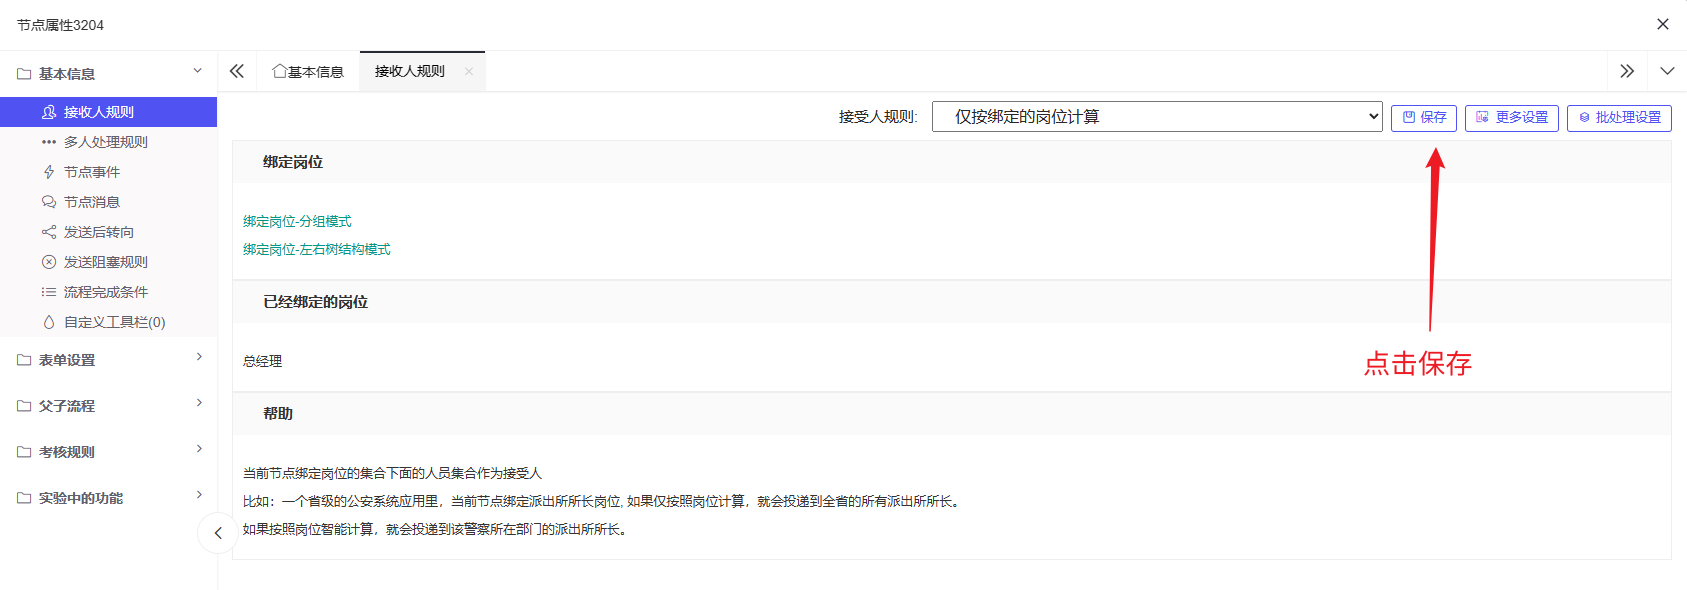 节点属性3204
基本信息
接收人规则
多人处理规则
节点事件
节点消息
发送后转向
发送阻塞规则
流程完成条件
自定义工具栏(0)
表单设置
父子流程
考核规则
实验中的功能
基本信息
接收人规则
接受人规则:
仅按绑定的岗位计算
保存
更多设置
批处理设置
绑定岗位
绑定岗位-分组模式
绑定岗位-左右树结构模式
已经绑定的岗位
总经理
点击保存
帮助
当前节点绑定岗位的集合下面的人员集合作为接受人
比如：一个省级的公安系统应用里，当前节点绑定派出所所长岗位, 如果仅按照岗位计算，就会投递到全省的所有派出所所长。
如果按照岗位智能计算，就会投递到该警察所在部门的派出所所长。